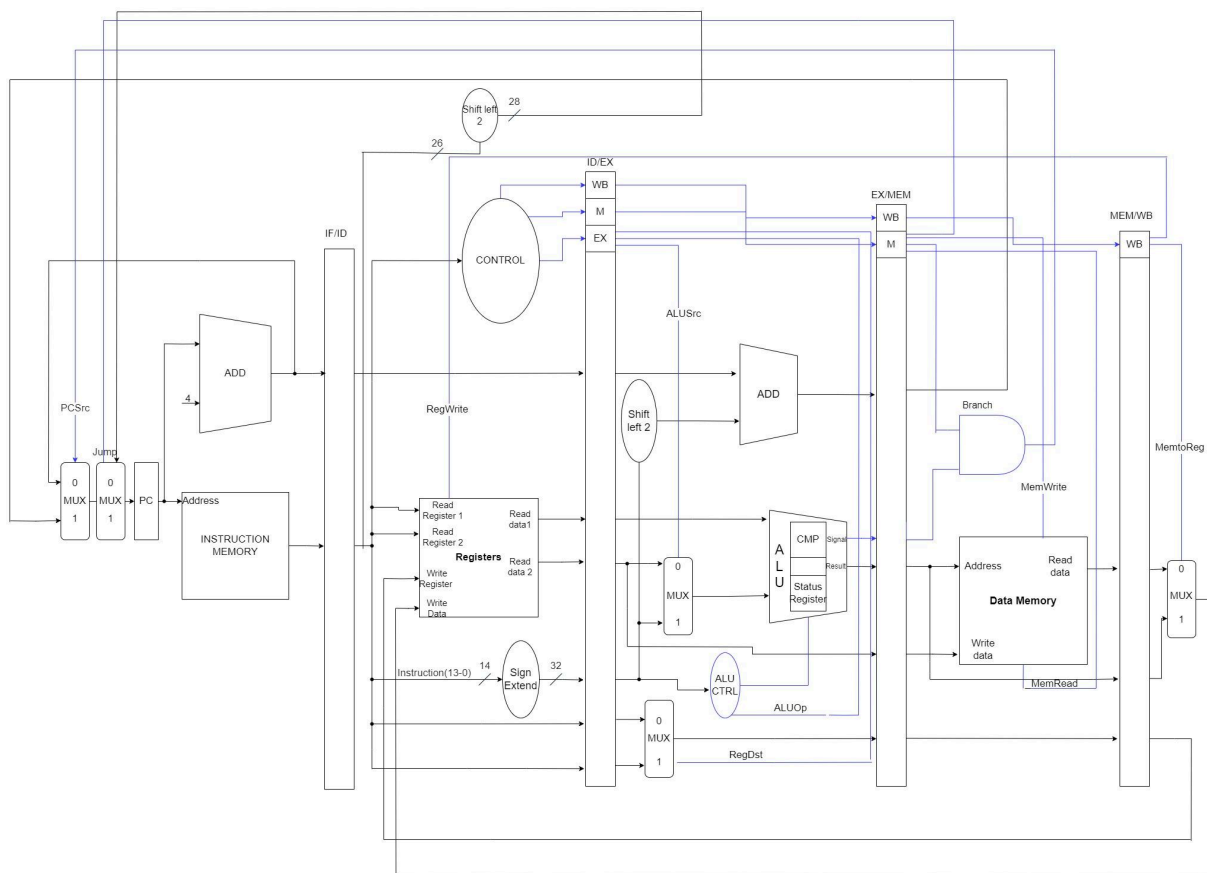 28
Shift left
2
26
ID/EX
WB
EX/MEM
M
WB
MEM/WB
IF/ID
EX
M
WB
CONTROL
ALUSrc
ADD
ADD
4
PCSrc
RegWrite
Shift
left 2
Branch
Jump
MemtoReg
0
MUX
1
0
MUX
1
PC
Address
INSTRUCTION
MEMORY
MemWrite
Read
Register 1
Read
data1
Read
Register 2
Registers
Read
data 2
Write
Register
Write
Data
0
MUX
1
ALU
CMP
Signal
Result
Status
Register
Address
Read
data
Data Memory
Write
data
0
MUX
1
Instruction(13-0)
14
Sign
Extend
32
ALU
CTRL
MemRead
ALUOp
0
MUX
1
RegDst